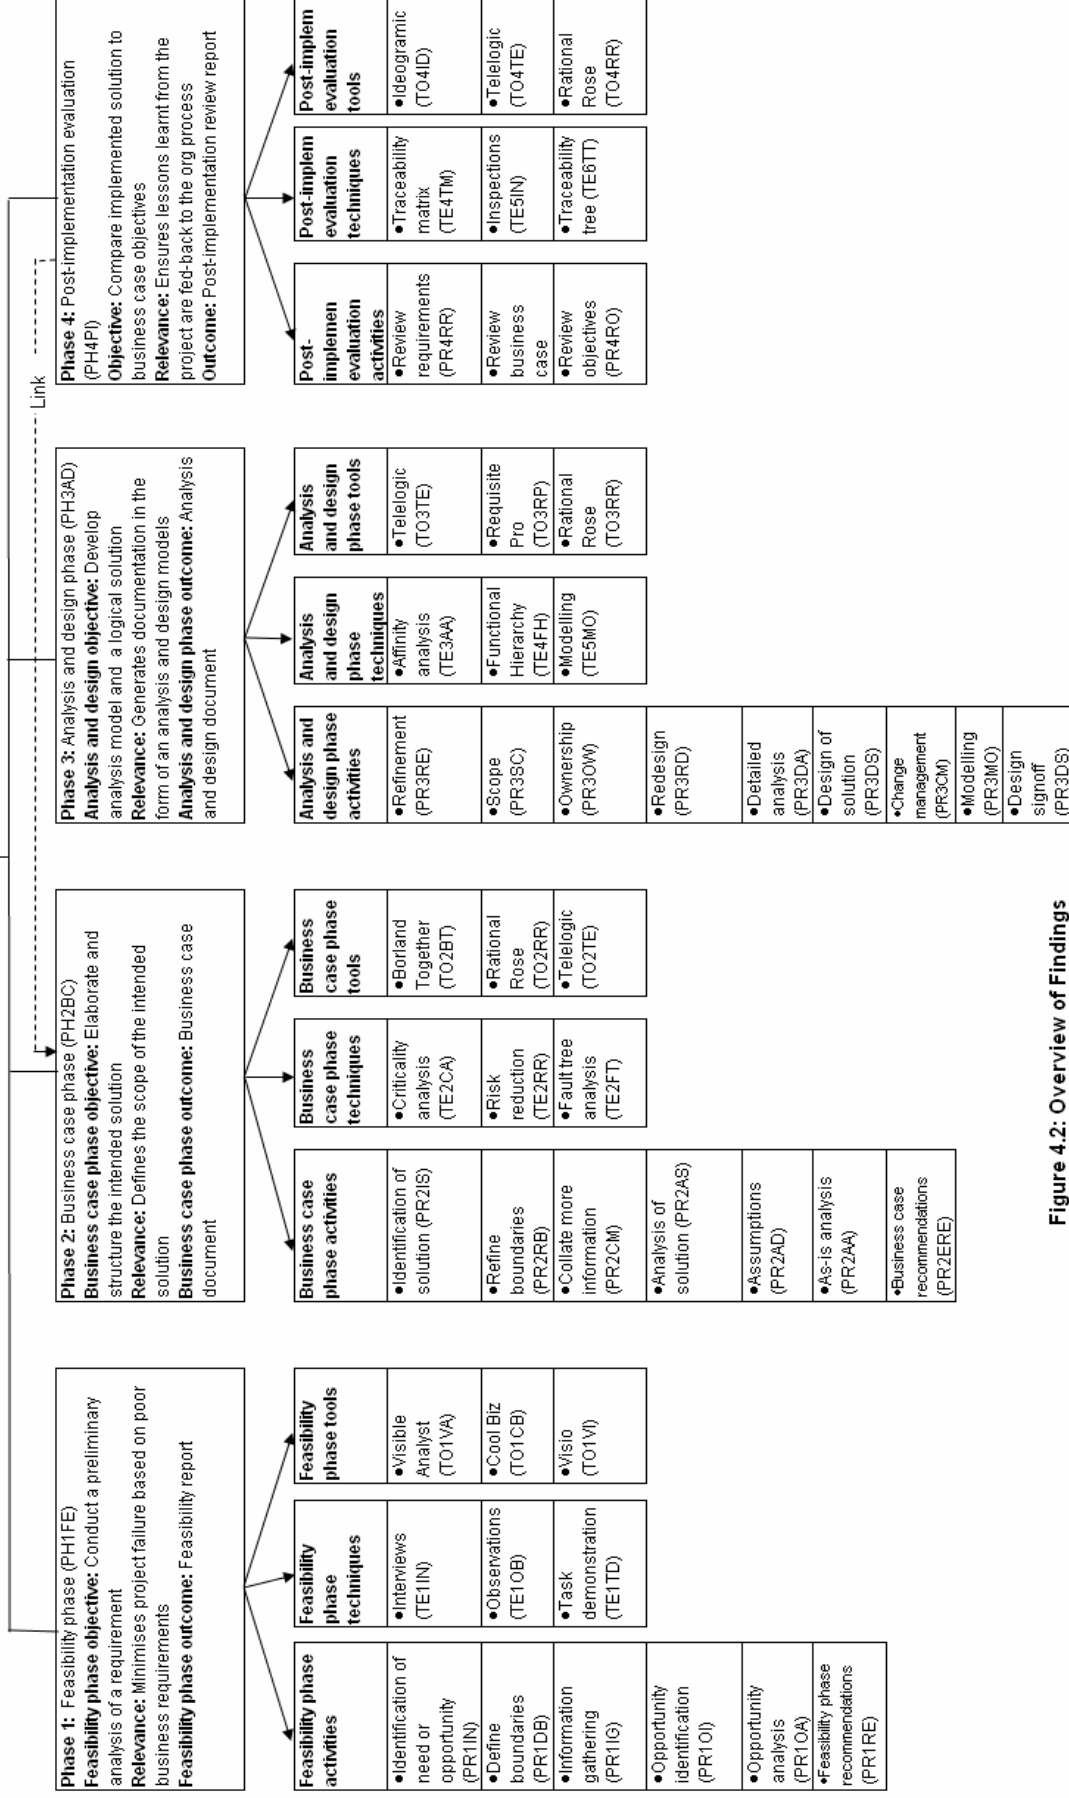 Phase 1: Feasibility phase (PH1FE)
Feasibility phase objective: Conduct a preliminary
analysis of a requirement
Relevance: Minimises project failure based on poor
business requirements
Feasibility phase outcome: Feasibility report
Feasibility phase
activities
•Identification of
need or
opportunity
(PR1IN)
•Define
boundaries
(PR1DB)
•Information
gathering
(PR1IG)
•Opportunity
identification
(PR1OI)
•Opportunity
analysis
(PR1OA)
•Feasibility phase
recommendations
(PR1RE)
Feasibility
phase
techniques
•Interviews
(TE1IN)
•Observations
(TE1OB)
•Task
demonstration
(TE1TD)
Feasibility
phase tools
•Visible
Analyst
(TO1VA)
•Cool Biz
(TO1CB)
•Visio
(TO1VI)
Phase 2: Business case phase (PH2BC)
Business case phase objective: Elaborate and
structure the intended solution
Relevance: Defines the scope of the intended
solution
Business case phase outcome: Business case
document
Business case
phase activities
•Identification of
solution (PR2IS)
•Refine
boundaries
(PR2RB)
•Collate more
information
(PR2CM)
•Analysis of
solution (PR2AS)
•Assumptions
(PR2AD)
•As-is analysis
(PR2AA)
•Business case
recommendations
(PR2ERE)
Business
case phase
techniques
•Criticality
analysis
(TE2CA)
•Risk
reduction
(TE2RR)
•Fault tree
analysis
(TE2FT)
Business
case phase
tools
•Borland
Together
(TO2BT)
•Rational
Rose
(TO2RR)
•Telelogic
(TO2TE)
Phase 3: Analysis and design phase (PH3AD)
Analysis and design objective: Develop
analysis model and a logical solution
Relevance: Generates documentation in the
form of an analysis and design models
Analysis and design phase outcome: Analysis
and design document
Analysis and
design phase
activities
•Refinement
(PR3RE)
•Scope
(PR3SC)
•Ownership
(PR3OW)
•Redesign
(PR3RD)
•Detailed
analysis
(PR3DA)
•Design of
solution
(PR3DS)
•Change
management
(PR3CM)
•Modelling
(PR3MO)
•Design
signoff
(PR3DS)
Analysis
and design
phase
techniques
•Affinity
analysis
(TE3AA)
•Functional
Hierarchy
(TE4FH)
•Modelling
(TE5MO)
Analysis
and design
phase tools
•Telelogic
(TO3TE)
•Requisite
Pro
(TO3RP)
•Rational
Rose
(TO3RR)
Link
Phase 4: Post-implementation evaluation
(PH4PI)
Objective: Compare implemented solution to
business case objectives
Relevance: Ensures lessons learnt from the
project are fed-back to the org process
Outcome: Post-implementation review report
Post-
implemen
evaluation
activities
•Review
requirements
(PR4RR)
•Review
business
case
•Review
objectives
(PR4RO)
Post-implem
evaluation
techniques
•Traceability
matrix
(TE4TM)
•Inspections
(TE5IN)
•Traceability
tree (TE6TT)
Post-implem
evaluation
tools
•Ideogramic
(TO4ID)
•Telelogic
(TO4TE)
•Rational
Rose
(TO4RR)
Figure 4.2: Overview of Findings